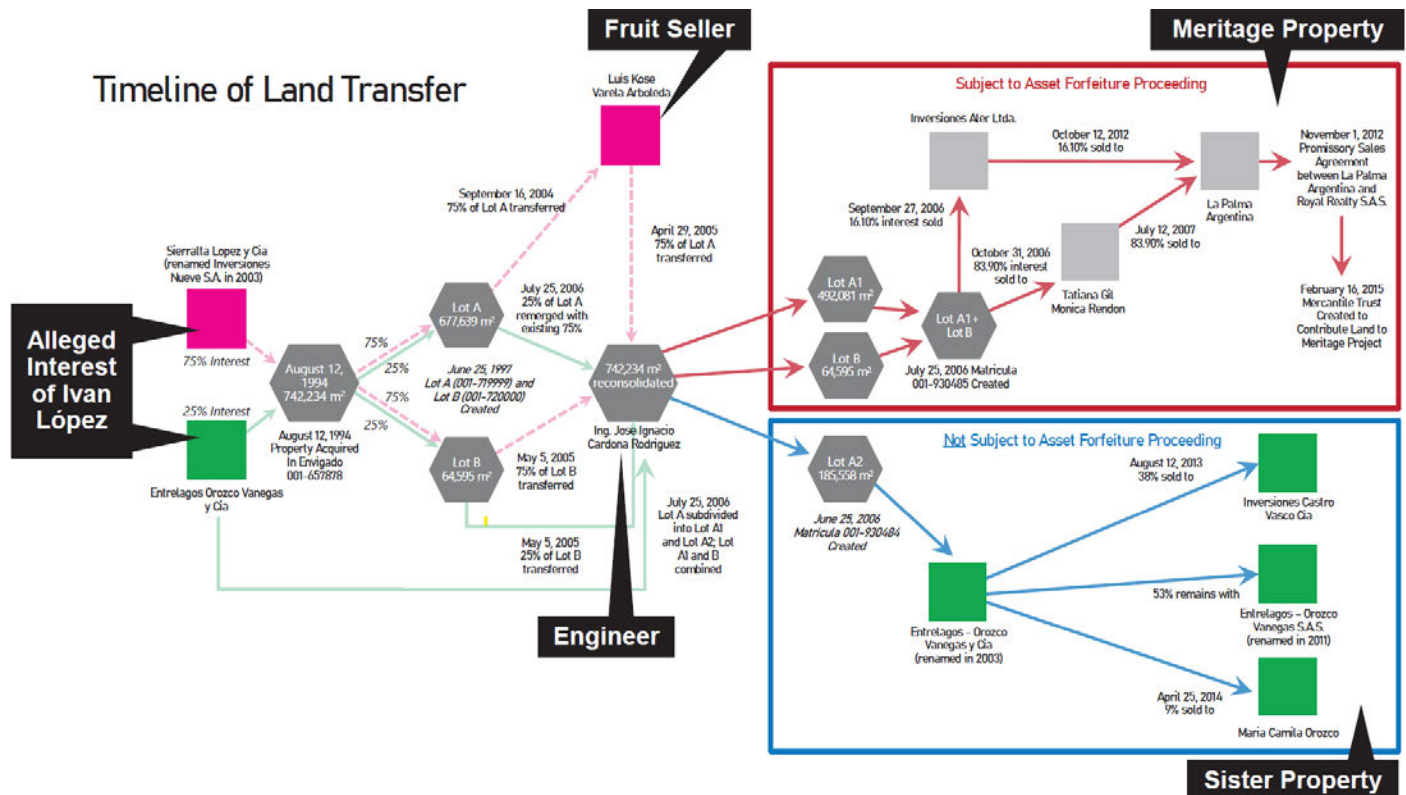 Fruit Seller
Meritage Property
Timeline of Land Transfer
Luis Kose
Varela Arboleda
September 16, 2004
75% of Lot A transferred
April 29, 2005
75% of Lot A
transferred
Sierralta Lopez y Cia
(renamed Inversiones
Nueve S.A. in 2003)
75% Interest
Alleged
Interest
of Ivan
López
25% Interest
Entrelagos Orozco Vanegas
y Cia
August 12,
1994
742,234 m²
August 12, 1994
Property Acquired
In Envigado
001-657878
75%
25%
75%
25%
Lot A
677,639 m²
June 25, 1997
Lot A (001-719999) and
Lot B (001-720000)
Created
Lot B
64,595 m²
July 25, 2006
25% of Lot A
remerged with
existing 75%
742,234 m²
reconsolidated
Ing. Jose Ignacio
Cardona Rodriguez
May 5, 2005
75% of Lot B
transferred
May 5, 2005
25% of Lot B
transferred
July 25, 2006
Lot A subdivided
into Lot A1
and Lot A2; Lot
A1 and B
combined
Engineer
Subject to Asset Forfeiture Proceeding
Inversiones Aler Ltda.
October 12, 2012
16.10% sold to
November 1, 2012
Promissory Sales
Agreement
between La Palma
Argentina and
Royal Realty S.A.S.
La Palma
Argentina
September 27, 2006
16.10% interest sold
October 31, 2006
83.90% interest
sold to
July 12, 2007
83.90% sold to
Tatiana Gil
Monica Rendon
Lot A1
492,081 m²
Lot B
64,595 m²
Lot A1+
Lot B
July 25, 2006 Matricula
001-930485 Created
February 16, 2015
Mercantile Trust
Created to
Contribute Land to
Meritage Project
Not Subject to Asset Forfeiture Proceeding
Lot A2
185,558 m²
June 25, 2006
Matricula 001-930484
Created
Entrelagos - Orozco
Vanegas y Cía
(renamed in 2003)
August 12, 2013
38% sold to
Inversiones Castro
Vasco Cia
53% remains with
Entrelagos – Orozco
Vanegas S.A.S.
(renamed in 2011)
April 25, 2014
9% sold to
Maria Camila Orozco
Sister Property